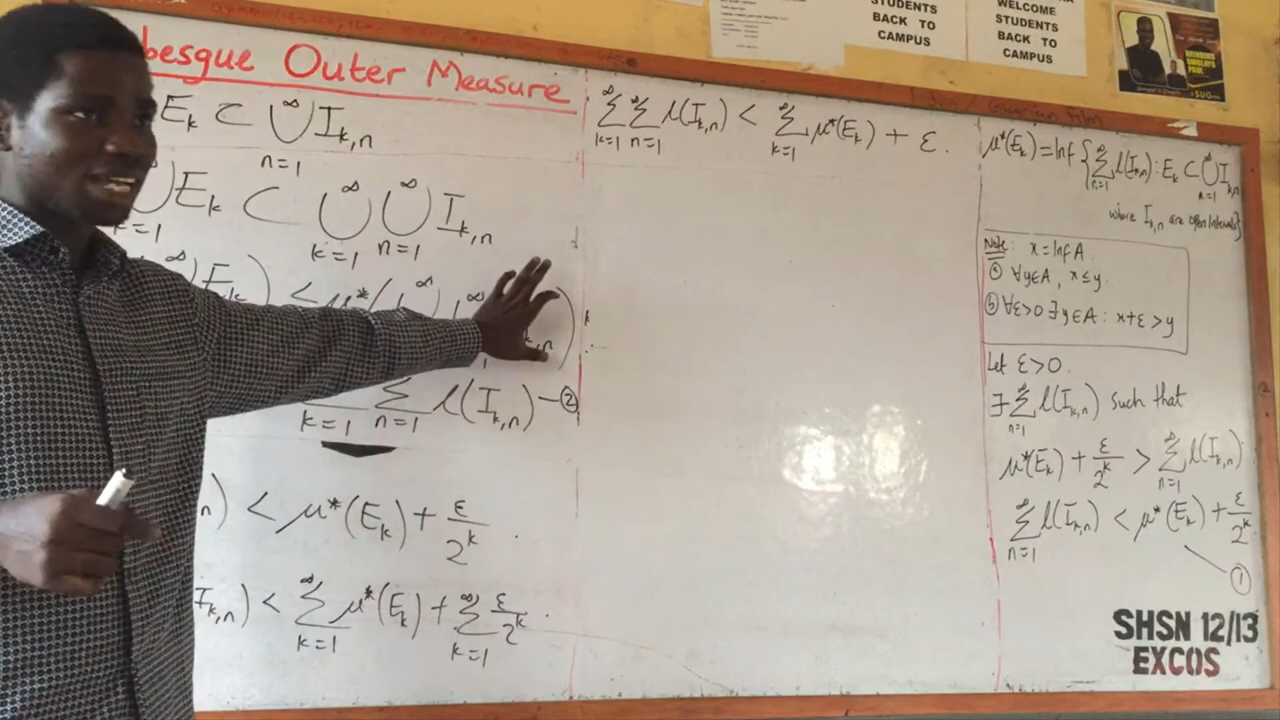 STUDENTS
BACK TO
CAMPUS
WELCOME
STUDENTS
BACK TO
CAMPUS
SUG
besgue Outer Measure
E_k ⊂ ∪_{n=1}^∞ I_{k,n}
∪_{k=1} E_k ⊂ ∪_{k=1}^∞ ∪_{n=1}^∞ I_{k,n}
∑_{k=1} ∑_{n=1} l(I_{k,n}) —②
n) < μ*(E_k) + ε/2^k .
I_{k,n}) < ∑_{k=1}^∞ μ*(E_k) + ∑_{k=1}^∞ ε/2^k .
∑_{k=1}^∞ ∑_{n=1}^∞ l(I_{k,n}) < ∑_{k=1}^∞ μ*(E_k) + ε .
μ*(E_k) = Inf {∑_{n=1}^∞ l(I_{k,n}) : E_k ⊂ ∪_{n=1}^∞ I_{k,n}
where I_{k,n} are open intervals}
Note: x = Inf A.
ⓐ ∀y∈A, x ≤ y.
ⓑ ∀ε>0 ∃ y∈A : x+ε > y
Let ε>0.
∃ ∑_{n=1}^∞ l(I_{k,n}) such that
μ*(E_k) + ε/2^k > ∑_{n=1}^∞ l(I_{k,n})
∑_{n=1}^∞ l(I_{k,n}) < μ*(E_k) + ε/2^k
①
SHSN 12/13
EXCOS